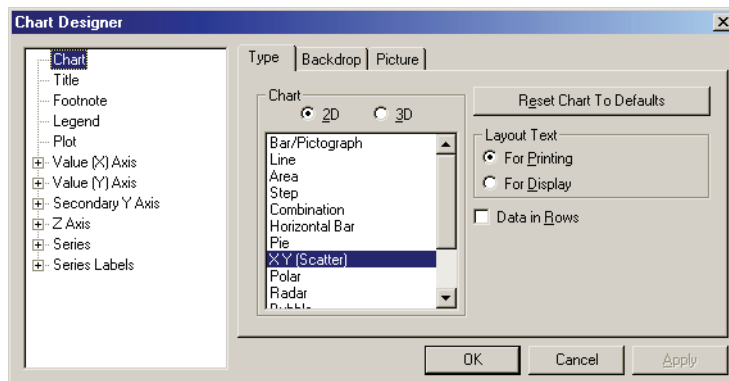 Chart Designer
Chart
Title
Footnote
Legend
Plot
Value (X) Axis
Value (Y) Axis
Secondary Y Axis
Z Axis
Series
Series Labels
Type Backdrop Picture
Chart
2D 3D
Bar/Pictograph
Line
Area
Step
Combination
Horizontal Bar
Pie
X Y (Scatter)
Polar
Radar
Reset Chart To Defaults
Layout Text
For Printing
For Display
Data in Rows
OK Cancel Apply